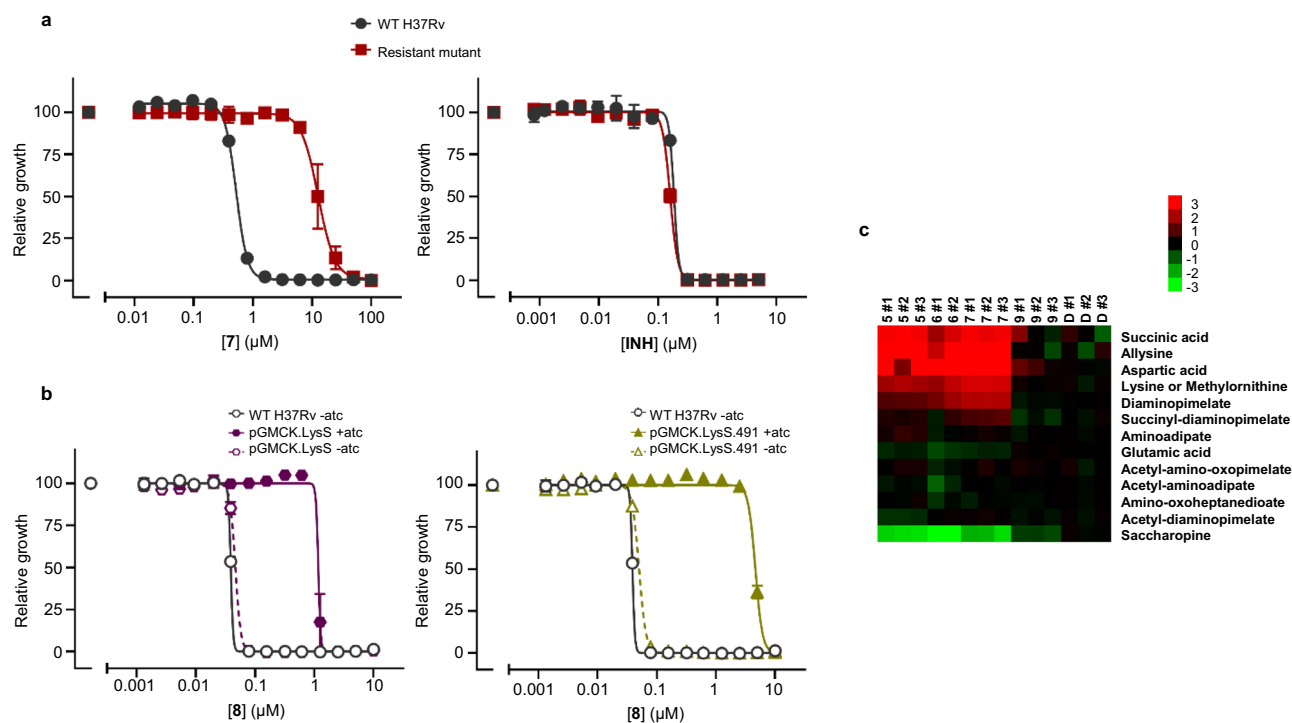 a
WT H37Rv
Resistant mutant
Relative growth
100
75
50
25
0
0.01 0.1 1 10 100
[7] (µM)
Relative growth
100
75
50
25
0
0.001 0.01 0.1 1 10
[INH] (µM)
b
WT H37Rv -atc
pGMCK.LysS +atc
pGMCK.LysS -atc
Relative growth
100
75
50
25
0
0.001 0.01 0.1 1 10
[8] (µM)
WT H37Rv -atc
pGMCK.LysS.491 +atc
pGMCK.LysS.491 -atc
Relative growth
100
75
50
25
0
0.001 0.01 0.1 1 10
[8] (µM)
c
3
2
1
0
-1
-2
-3
5 #1
5 #2
5 #3
6 #1
6 #2
7 #1
7 #2
7 #3
9 #1
9 #2
9 #3
D #1
D #2
D #3
Succinic acid
Allysine
Aspartic acid
Lysine or Methylornithine
Diaminopimelate
Succinyl-diaminopimelate
Aminoadipate
Glutamic acid
Acetyl-amino-oxopimelate
Acetyl-aminoadipate
Amino-oxoheptanedioate
Acetyl-diaminopimelate
Saccharopine